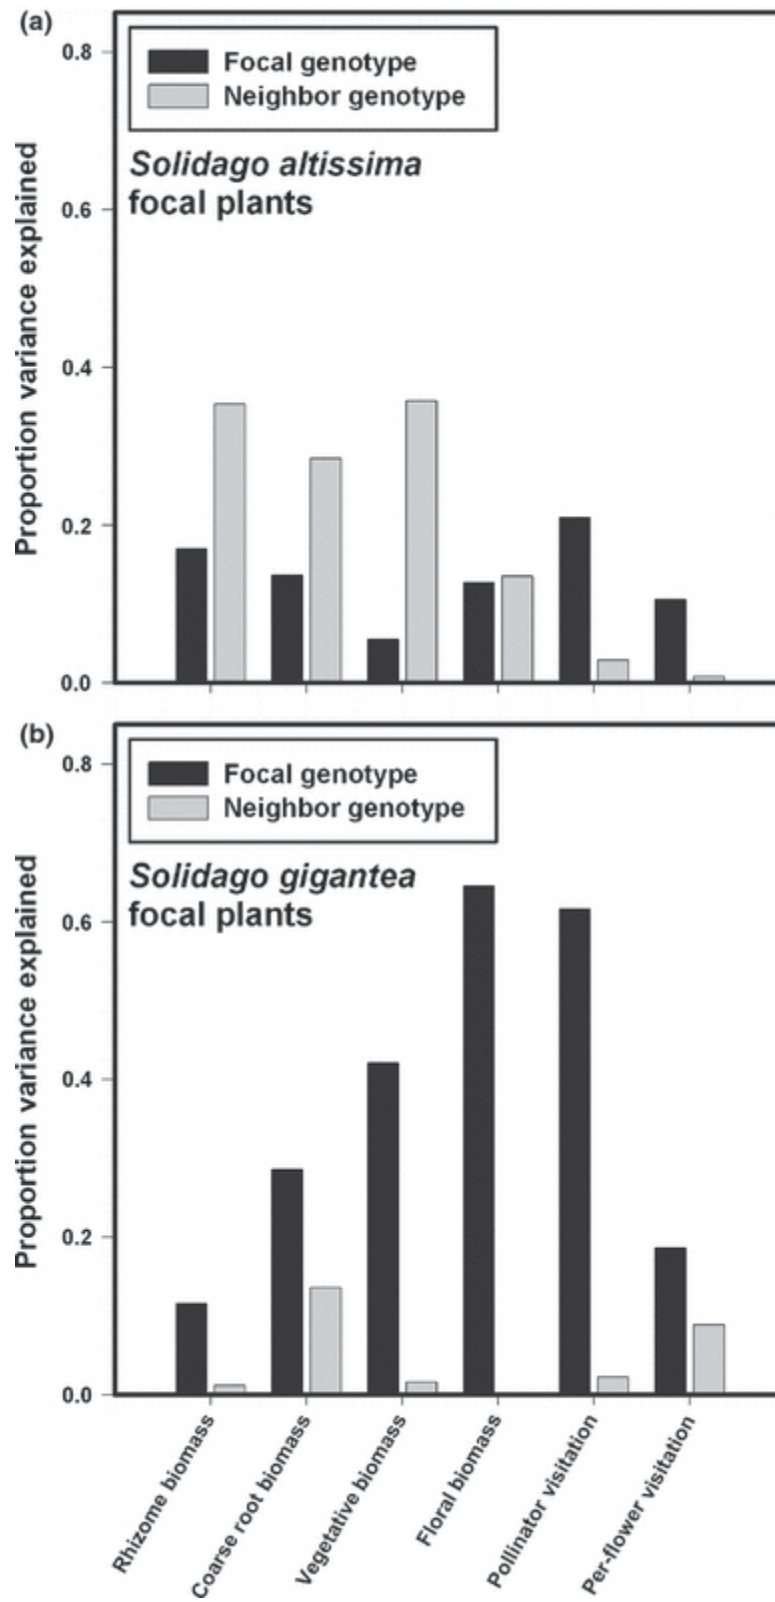 (a)
0.8
Focal genotype
Neighbor genotype
Solidago altissima
focal plants
0.6
Proportion variance explained
0.4
0.2
0.0
(b)
0.8
Focal genotype
Neighbor genotype
Solidago gigantea
focal plants
0.6
Proportion variance explained
0.4
0.2
0.0
Rhizome biomass
Coarse root biomass
Vegetative biomass
Floral biomass
Pollinator visitation
Per-flower visitation